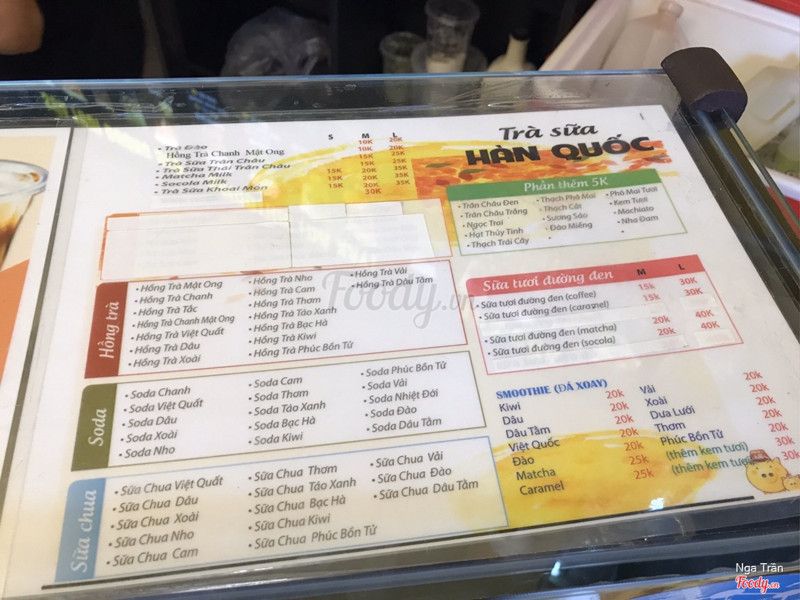 Trà sữa
HÀN QUỐC
S M L
• Trà Đào 10K 20K
Hồng Trà Chanh Mật Ong 10K 20K
• Trà Sữa Trân Châu 15K 25K
• Trà Sữa Thái Trân Châu 15K 25K
• Matcha Milk 15K 20K 35K
• Socola Milk 15K 20K 35K
• Trà Sữa Khoai Môn 15K 20K 35K
30K
Phần thêm 5K
• Trân Châu Đen
• Trân Châu Trắng
• Ngọc Trai
• Hạt Thủy Tinh
• Thạch Trái Cây
• Thạch Phô Mai
• Thạch Cắt
• Sương Sáo
• Đào Miếng
•
• Phô Mai Tươi
• Kem Tươi
• Machiato
• Nha Đam
•
Hồng trà
• Hồng Trà Mật Ong
• Hồng Trà Chanh
• Hồng Trà Tắc
• Hồng Trà Chanh Mật Ong
• Hồng Trà Việt Quất
• Hồng Trà Dâu
• Hồng Trà Xoài
• Hồng Trà Nho
• Hồng Trà Cam
• Hồng Trà Thơm
• Hồng Trà Táo Xanh
• Hồng Trà Bạc Hà
• Hồng Trà Kiwi
• Hồng Trà Phúc Bồn Tử
• Hồng Trà Vải
• Hồng Trà Dâu Tằm
Sữa tươi đường đen M L
• Sữa tươi đường đen (coffee) 15k 30K
• Sữa tươi đường đen (caramel) 15k 30K
• Sữa tươi đường đen (matcha) 20k 40K
• Sữa tươi đường đen (socola) 20k 40K
Soda
• Soda Chanh
• Soda Việt Quất
• Soda Dâu
• Soda Xoài
• Soda Nho
• Soda Cam
• Soda Thơm
• Soda Táo Xanh
• Soda Bạc Hà
• Soda Kiwi
• Soda Phúc Bồn Tử
• Soda Vải
• Soda Nhiệt Đới
• Soda Đào
• Soda Dâu Tằm
SMOOTHIE (ĐÁ XOAY)
Kiwi 20k
Dâu 20k
Dâu Tằm 20k
Việt Quốc 20k
Đào 20k
Matcha 25k
Caramel 25k
Vải 20k
Xoài 20k
Dưa Lưới 20k
Thơm 20k
Phúc Bồn Tử 20k
(thêm kem tươi) 30k
(thêm kem tươi) 30k
Sữa chua
• Sữa Chua Việt Quất
• Sữa Chua Dâu
• Sữa Chua Xoài
• Sữa Chua Nho
• Sữa Chua Cam
• Sữa Chua Thơm
• Sữa Chua Táo Xanh
• Sữa Chua Bạc Hà
• Sữa Chua Kiwi
• Sữa Chua Phúc Bồn Tử
• Sữa Chua Vải
• Sữa Chua Đào
• Sữa Chua Dâu Tằm
Foody.vn
Nga Trần
Foody.vn